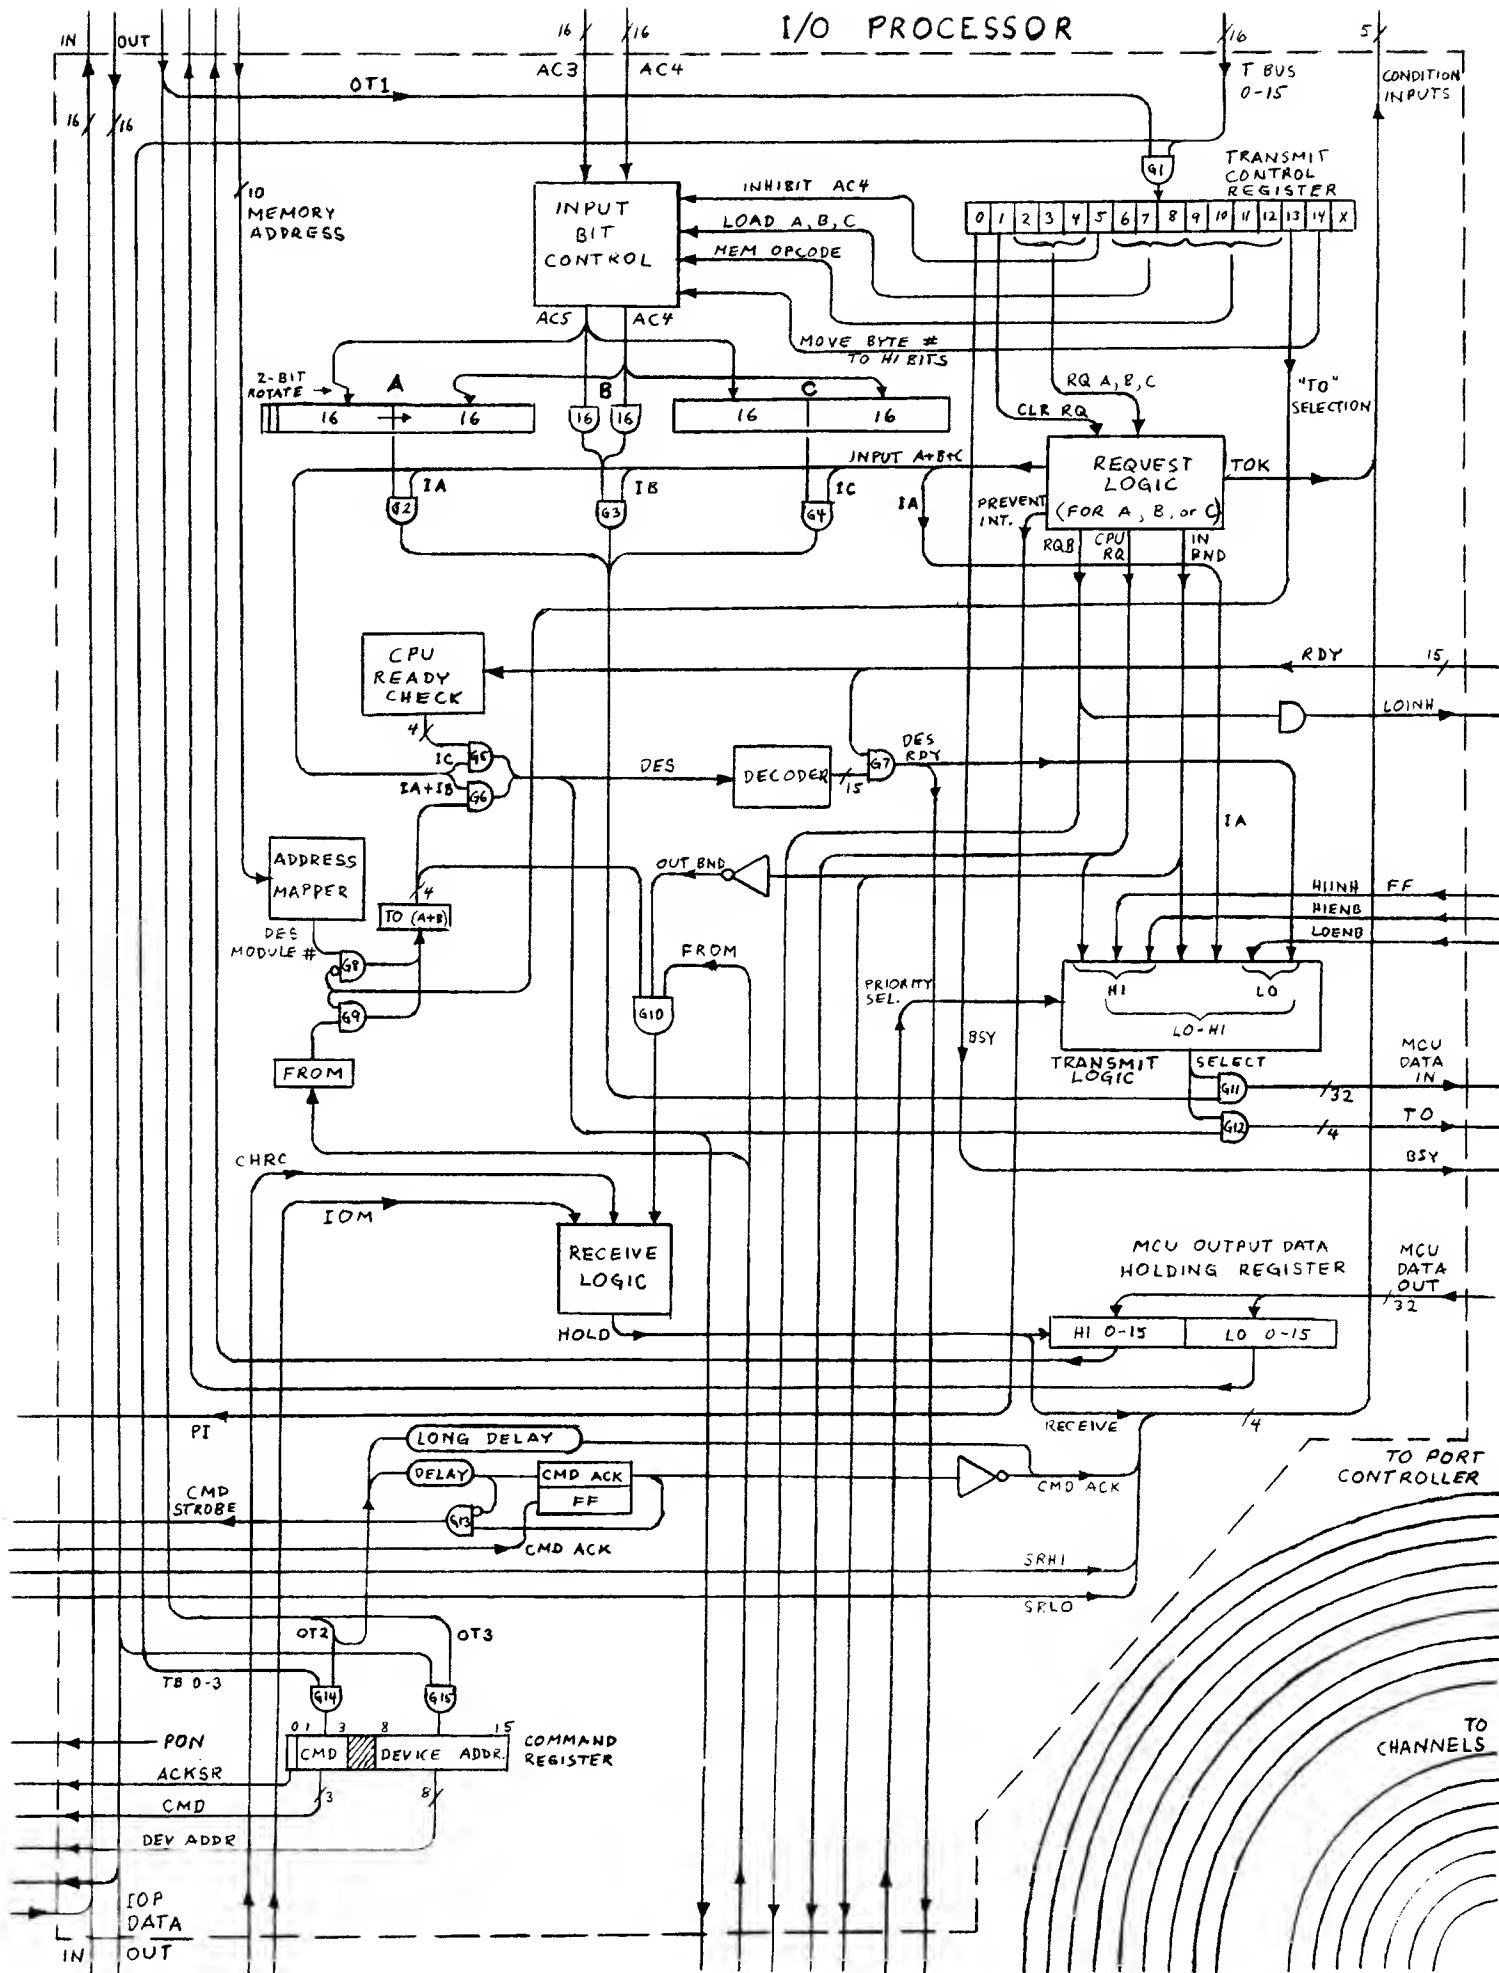 I/O PROCESSOR
IN OUT
16 16
16
5
AC3 AC4
T BUS
0-15
CONDITION
INPUTS
OT1
16 16
G1
TRANSMIT
CONTROL
REGISTER
10
MEMORY
ADDRESS
INPUT
BIT
CONTROL
INHIBIT AC4
LOAD A, B, C
MEM OPCODE
0 1 2 3 4 5 6 7 8 9 10 11 12 13 14 X
AC5 AC4
MOVE BYTE #
TO HI BITS
2-BIT
ROTATE
A
B
C
16 16
16 16
16 16
RQ A, B, C
CLR RQ
"TO"
SELECTION
INPUT A+B+C
REQUEST
LOGIC
(FOR A, B, or C)
TOK
IA
IB
IC
IA
PREVENT
INT.
G2
G3
G4
RQB
CPU
RQ
IN
BND
CPU
READY
CHECK
RDY
15
4
LOINH
IC
G5
IA+IB
G6
DES
DECODER
15
G7
DES
RDY
IA
ADDRESS
MAPPER
4
OUT BND
TO (A+B)
HIINH FF
HIENB
LOENB
DES
MODULE #
G8
FROM
G9
G10
PRIORITY
SEL.
HI
LO
LO-HI
FROM
BSY
TRANSMIT
LOGIC
SELECT
MCU
DATA
IN
G11
32
TO
G12
4
BSY
CHRC
IOM
RECEIVE
LOGIC
MCU OUTPUT DATA
HOLDING REGISTER
MCU
DATA
OUT
32
HOLD
HI 0-15
LO 0-15
PI
RECEIVE
4
LONG DELAY
DELAY
CMD ACK
FF
CMD ACK
TO PORT
CONTROLLER
CMD
STROBE
G13
CMD ACK
SRHI
SRLO
OT2
OT3
TB 0-3
G14
G15
0 1 3 8 15
PON
CMD
DEVICE ADDR.
COMMAND
REGISTER
TO
CHANNELS
ACKSR
CMD
3
8
DEV ADDR
IOP
DATA
IN OUT